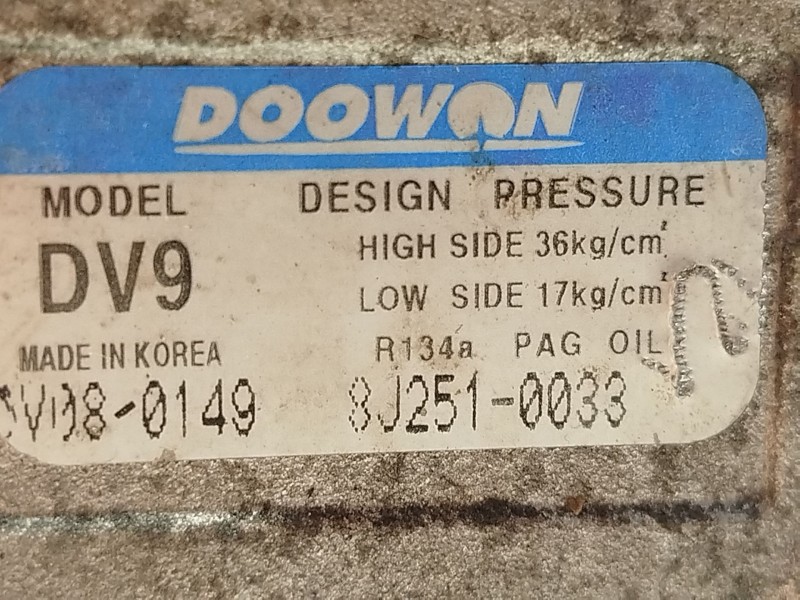 DOOWON
MODEL DESIGN PRESSURE
DV9
HIGH SIDE 36kg/cm²
LOW SIDE 17kg/cm²
MADE IN KOREA
R134a PAG OIL
8J251-0033